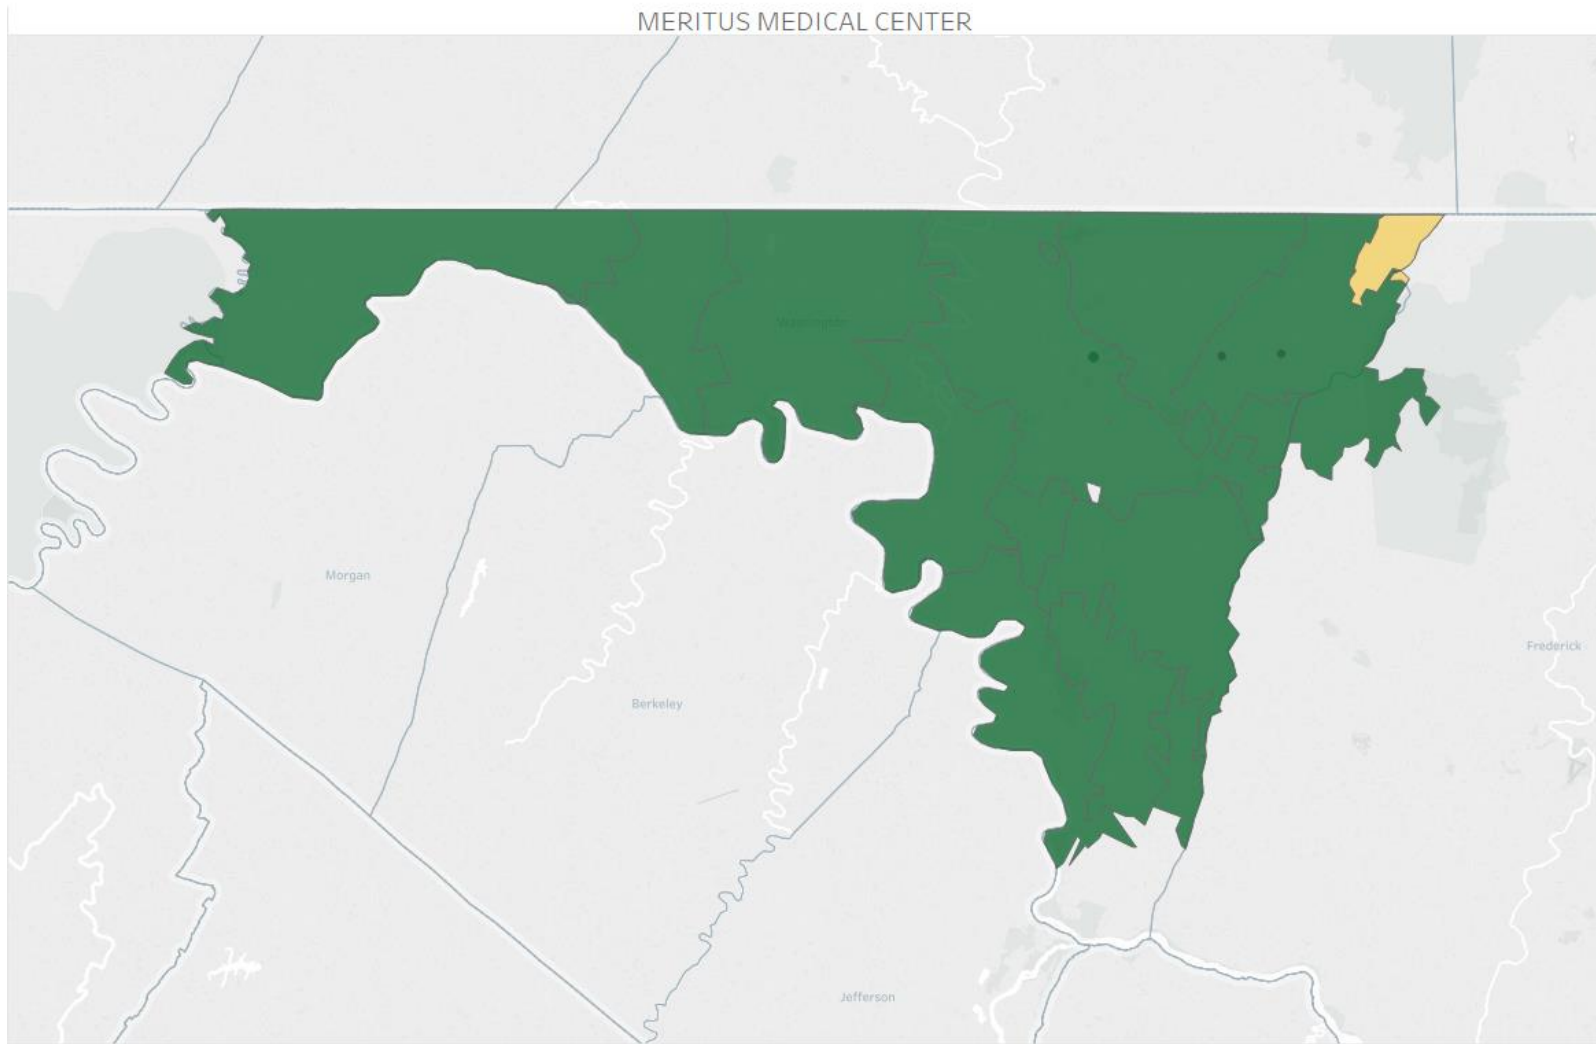 MERITUS MEDICAL CENTER
Washington
Morgan
Frederick
Berkeley
Jefferson